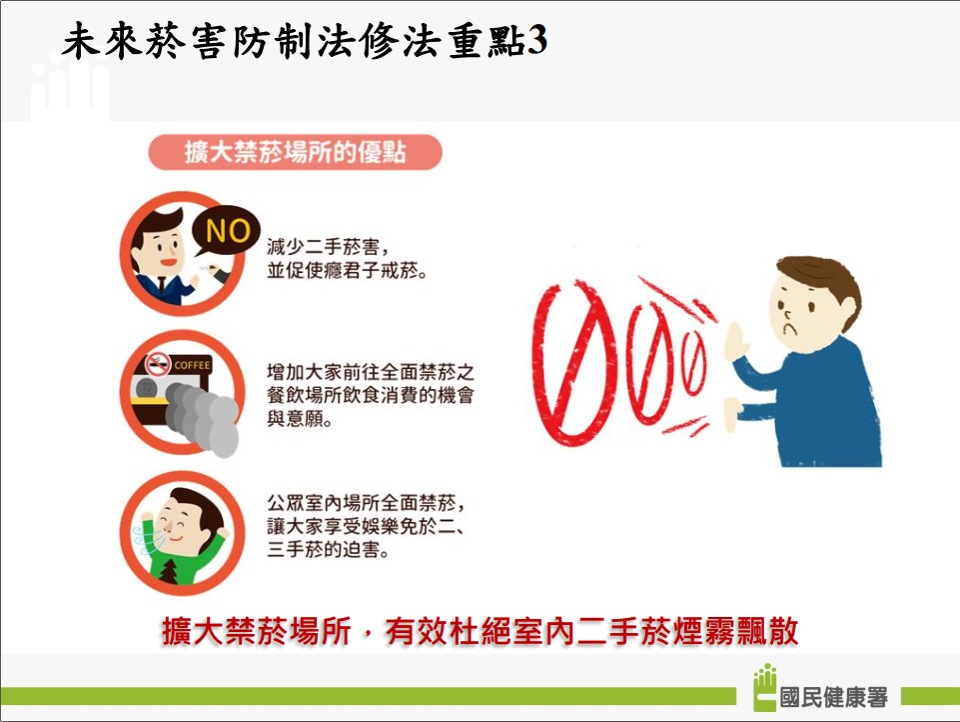 未來菸害防制法修法重點3
擴大禁菸場所的優點
NO
減少二手菸害，
並促使癮君子戒菸。
COFFEE
增加大家前往全面禁菸之
餐飲場所飲食消費的機會
與意願。
公眾室內場所全面禁菸，
讓大家享受娛樂免於二、
三手菸的迫害。
擴大禁菸場所，有效杜絕室內二手菸煙霧飄散
國民健康署